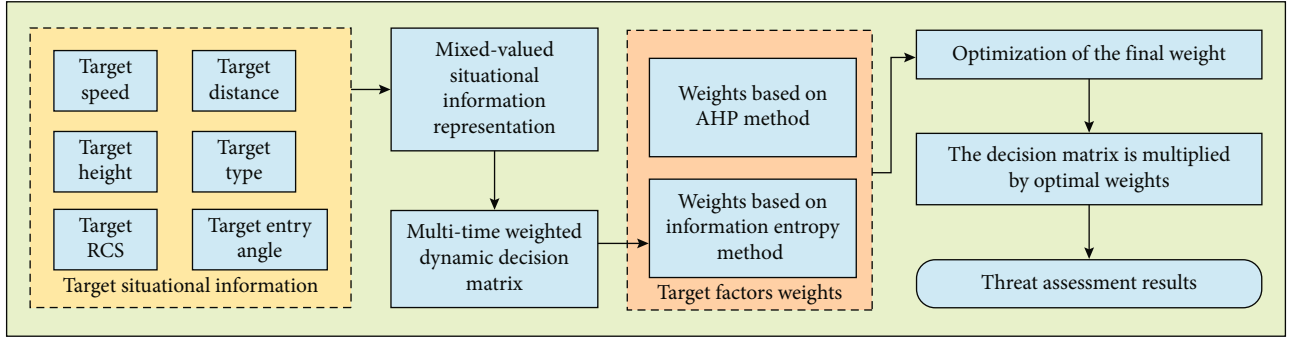 Target
speed
Target
distance
Target
height
Target
type
Target
RCS
Target entry
angle
Target situational information
Mixed-valued
situational
information
representation
Multi-time weighted
dynamic decision
matrix
Weights based on
AHP method
Weights based on
information entropy
method
Target factors weights
Optimization of the final weight
The decision matrix is multiplied
by optimal weights
Threat assessment results